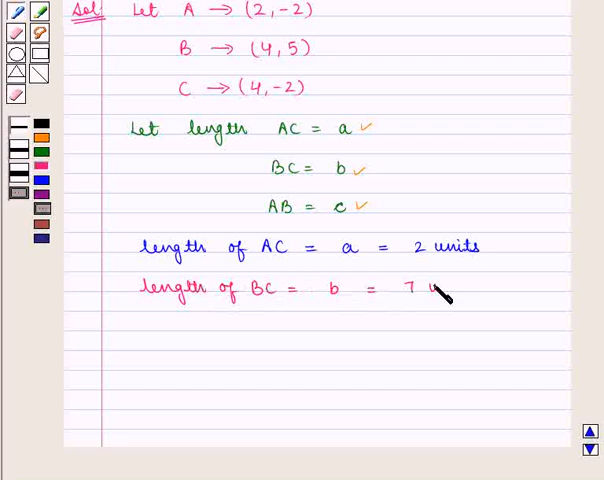 Sol: Let A → (2, -2)
B → (4, 5)
C → (4, -2)
Let length AC = a ✓
BC = b ✓
AB = c ✓
length of AC = a = 2 units
length of BC = b = 7 u